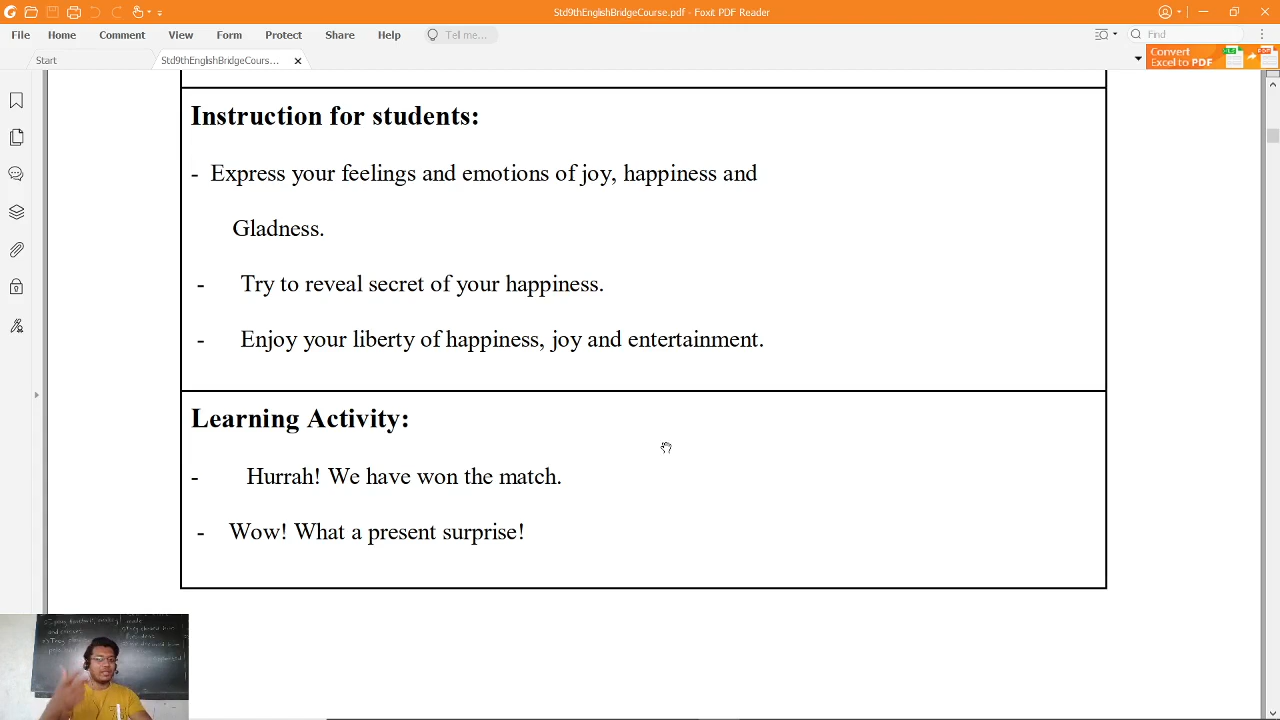 Std9thEnglishBridgeCourse.pdf - Foxit PDF Reader
File Home Comment View Form Protect Share Help Tell me... Find
Start Std9thEnglishBridgeCours... Convert
Excel to PDF
Instruction for students:
- Express your feelings and emotions of joy, happiness and
Gladness.
- Try to reveal secret of your happiness.
- Enjoy your liberty of happiness, joy and entertainment.
Learning Activity:
- Hurrah! We have won the match.
- Wow! What a present surprise!